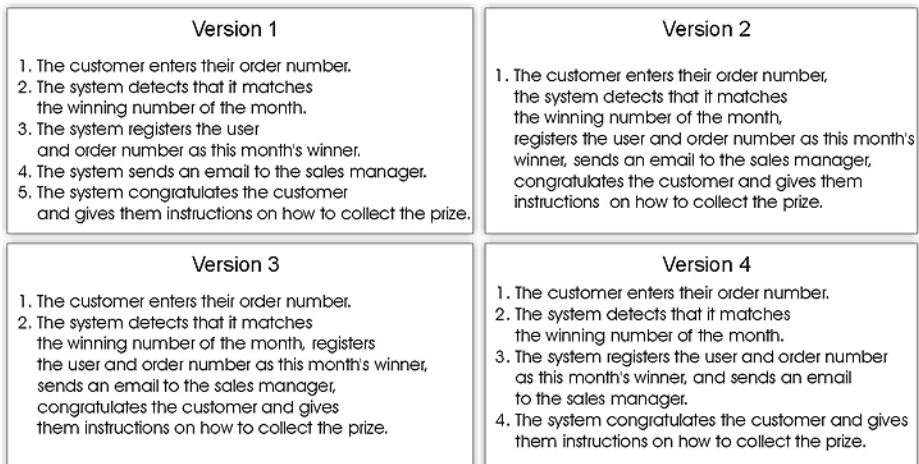 Version 1
1. The customer enters their order number.
2. The system detects that it matches
the winning number of the month.
3. The system registers the user
and order number as this month's winner.
4. The system sends an email to the sales manager.
5. The system congratulates the customer
and gives them instructions on how to collect the prize.
Version 2
1. The customer enters their order number,
the system detects that it matches
the winning number of the month,
registers the user and order number as this month's
winner, sends an email to the sales manager,
congratulates the customer and gives them
instructions on how to collect the prize.
Version 3
1. The customer enters their order number.
2. The system detects that it matches
the winning number of the month, registers
the user and order number as this month's winner,
sends an email to the sales manager,
congratulates the customer and gives
them instructions on how to collect the prize.
Version 4
1. The customer enters their order number.
2. The system detects that it matches
the winning number of the month.
3. The system registers the user and order number
as this month's winner, and sends an email
to the sales manager.
4. The system congratulates the customer and gives
them instructions on how to collect the prize.